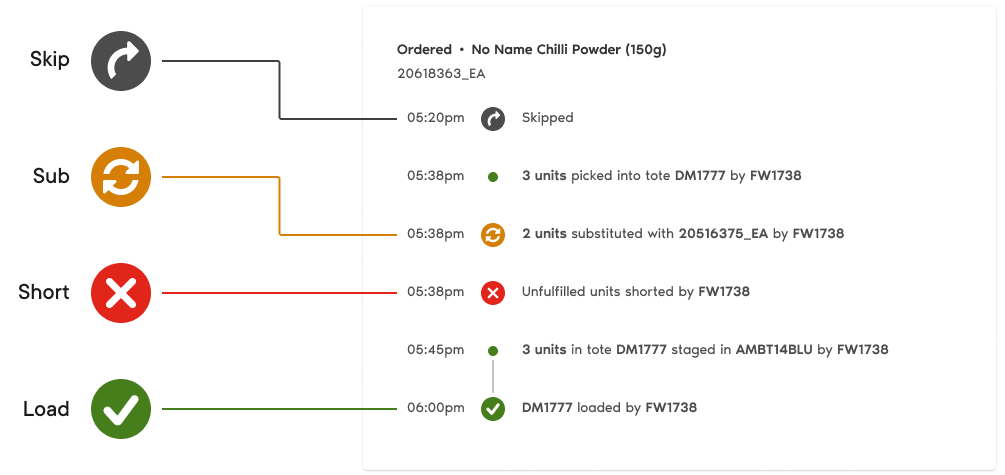 Skip
Sub
Short
Load
Ordered • No Name Chilli Powder (150g)
20618363_EA
05:20pm Skipped
05:38pm 3 units picked into tote DM1777 by FW1738
05:38pm 2 units substituted with 20516375_EA by FW1738
05:38pm Unfulfilled units shorted by FW1738
05:45pm 3 units in tote DM1777 staged in AMBT14BLU by FW1738
06:00pm DM1777 loaded by FW1738